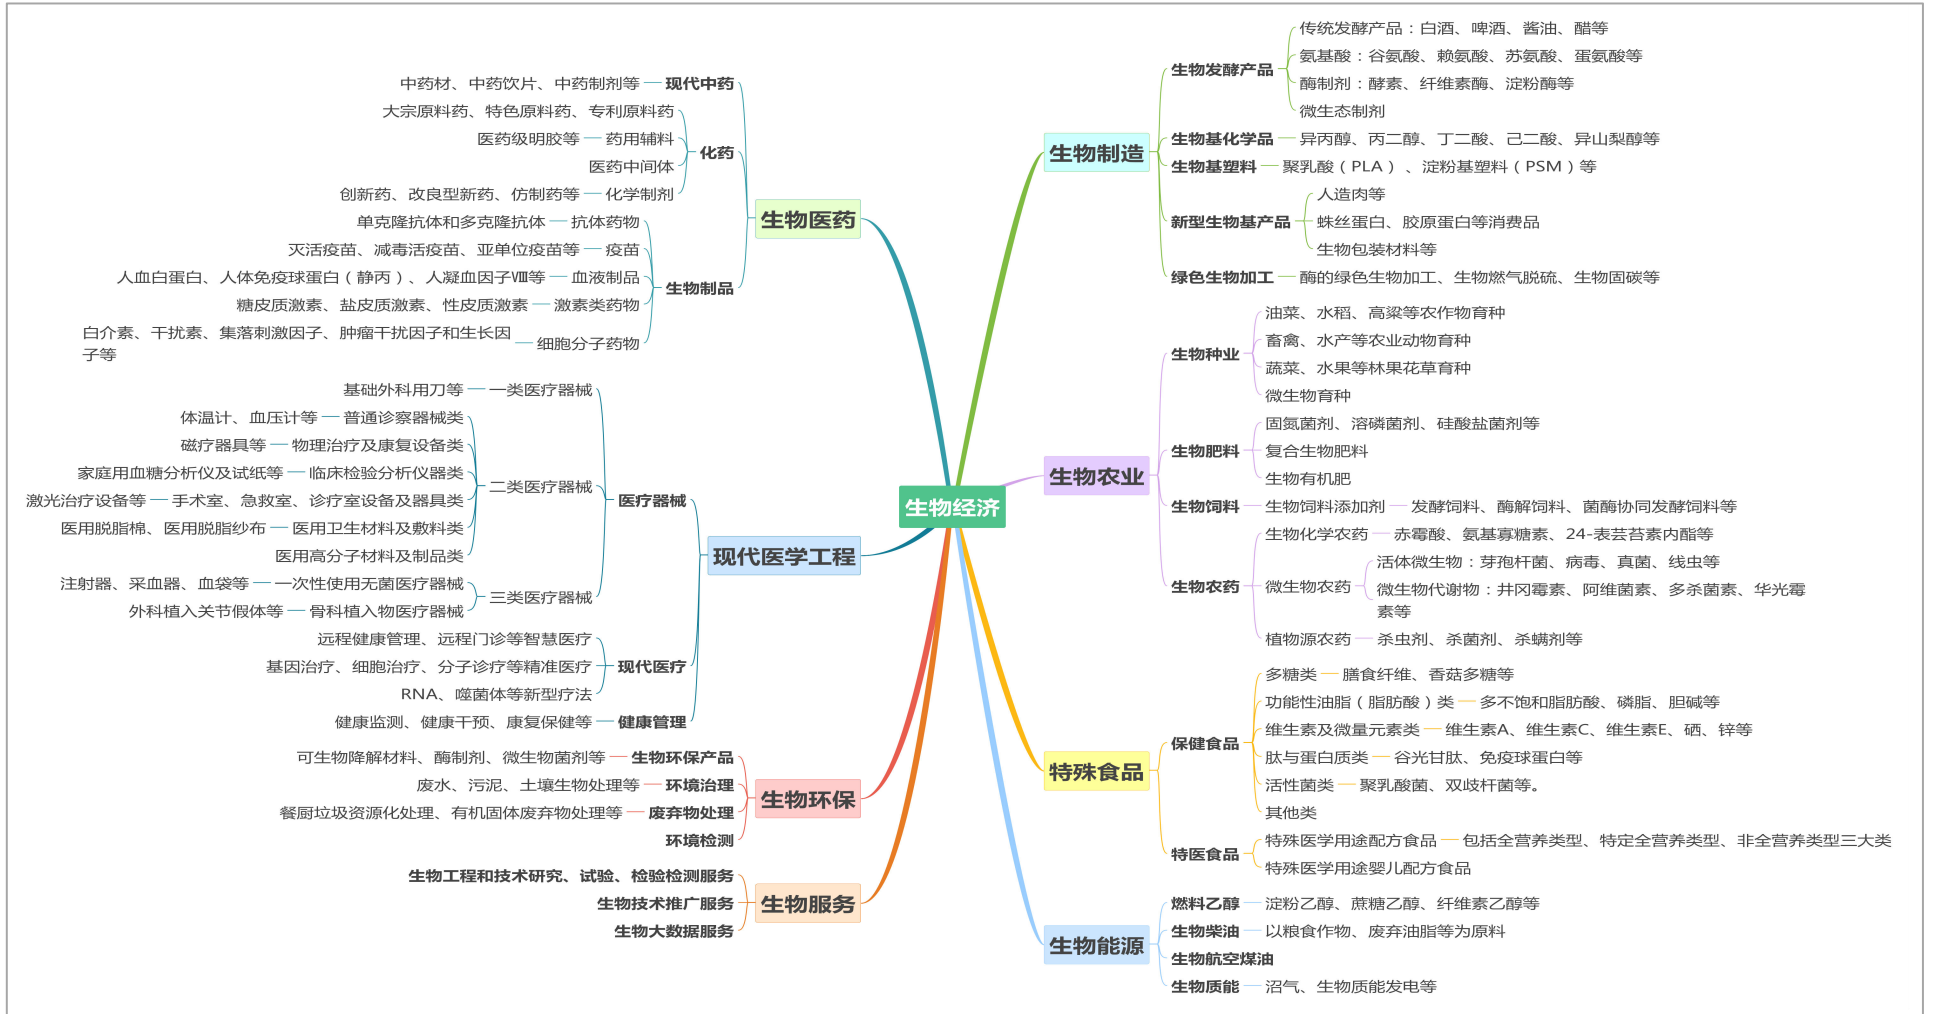 生物经济
生物医药
现代中药
中药材、中药饮片、中药制剂等
化药
大宗原料药、特色原料药、专利原料药
药用辅料
医药级明胶等
医药中间体
化学制剂
创新药、改良型新药、仿制药等
生物制品
抗体药物
单克隆抗体和多克隆抗体
疫苗
灭活疫苗、减毒活疫苗、亚单位疫苗等
血液制品
人血白蛋白、人体免疫球蛋白（静丙）、人凝血因子Ⅷ等
激素类药物
糖皮质激素、盐皮质激素、性皮质激素
细胞分子药物
白介素、干扰素、集落刺激因子、肿瘤干扰因子和生长因
子等
现代医学工程
医疗器械
一类医疗器械
基础外科用刀等
二类医疗器械
普通诊察器械类
体温计、血压计等
物理治疗及康复设备类
磁疗器具等
临床检验分析仪器类
家庭用血糖分析仪及试纸等
手术室、急救室、诊疗室设备及器具类
激光治疗设备等
医用卫生材料及敷料类
医用脱脂棉、医用脱脂纱布
医用高分子材料及制品类
三类医疗器械
一次性使用无菌医疗器械
注射器、采血器、血袋等
骨科植入物医疗器械
外科植入关节假体等
现代医疗
远程健康管理、远程门诊等智慧医疗
基因治疗、细胞治疗、分子诊疗等精准医疗
RNA、噬菌体等新型疗法
健康管理
健康监测、健康干预、康复保健等
生物环保
生物环保产品
可生物降解材料、酶制剂、微生物菌剂等
环境治理
废水、污泥、土壤生物处理等
废弃物处理
餐厨垃圾资源化处理、有机固体废弃物处理等
环境检测
生物服务
生物工程和技术研究、试验、检验检测服务
生物技术推广服务
生物大数据服务
生物制造
生物发酵产品
传统发酵产品：白酒、啤酒、酱油、醋等
氨基酸：谷氨酸、赖氨酸、苏氨酸、蛋氨酸等
酶制剂：酵素、纤维素酶、淀粉酶等
微生态制剂
生物基化学品
异丙醇、丙二醇、丁二酸、己二酸、异山梨醇等
生物基塑料
聚乳酸（PLA）、淀粉基塑料（PSM）等
新型生物基产品
人造肉等
蛛丝蛋白、胶原蛋白等消费品
生物包装材料等
绿色生物加工
酶的绿色生物加工、生物燃气脱硫、生物固碳等
生物农业
生物种业
油菜、水稻、高粱等农作物育种
畜禽、水产等农业动物育种
蔬菜、水果等林果花草育种
微生物育种
生物肥料
固氮菌剂、溶磷菌剂、硅酸盐菌剂等
复合生物肥料
生物有机肥
生物饲料
生物饲料添加剂
发酵饲料、酶解饲料、菌酶协同发酵饲料等
生物农药
生物化学农药
赤霉酸、氨基寡糖素、24-表芸苔素内酯等
微生物农药
活体微生物：芽孢杆菌、病毒、真菌、线虫等
微生物代谢物：井冈霉素、阿维菌素、多杀菌素、华光霉
素等
植物源农药
杀虫剂、杀菌剂、杀螨剂等
特殊食品
保健食品
多糖类
膳食纤维、香菇多糖等
功能性油脂（脂肪酸）类
多不饱和脂肪酸、磷脂、胆碱等
维生素及微量元素类
维生素A、维生素C、维生素E、硒、锌等
肽与蛋白质类
谷光甘肽、免疫球蛋白等
活性菌类
聚乳酸菌、双歧杆菌等。
其他类
特医食品
特殊医学用途配方食品
包括全营养类型、特定全营养类型、非全营养类型三大类
特殊医学用途婴儿配方食品
生物能源
燃料乙醇
淀粉乙醇、蔗糖乙醇、纤维素乙醇等
生物柴油
以粮食作物、废弃油脂等为原料
生物航空煤油
生物质能
沼气、生物质能发电等